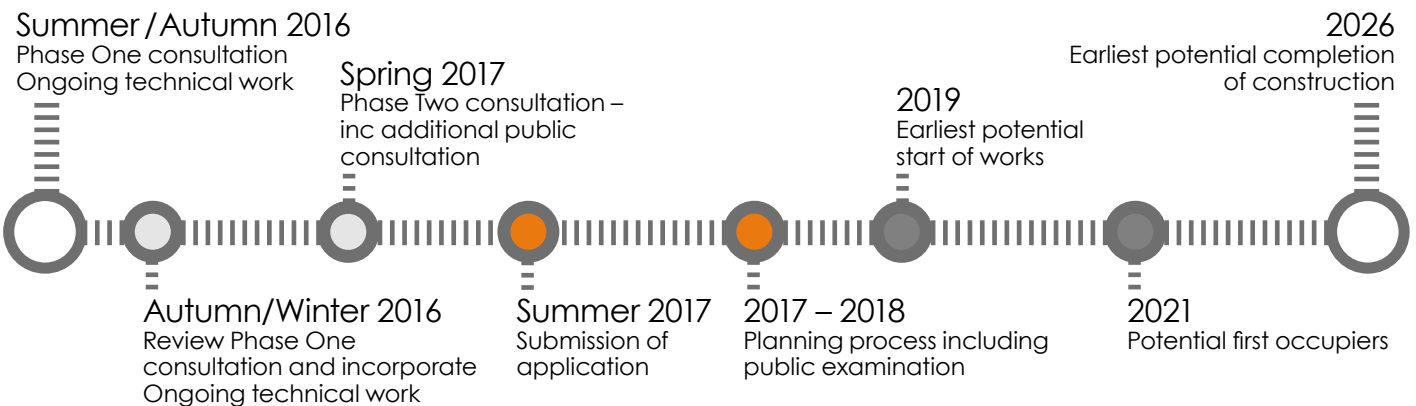 Summer/Autumn 2016
Phase One consultation
Ongoing technical work
Autumn/Winter 2016
Review Phase One
consultation and incorporate
Ongoing technical work
Spring 2017
Phase Two consultation –
inc additional public
consultation
Summer 2017
Submission of
application
2017 – 2018
Planning process including
public examination
2019
Earliest potential
start of works
2021
Potential first occupiers
2026
Earliest potential completion
of construction